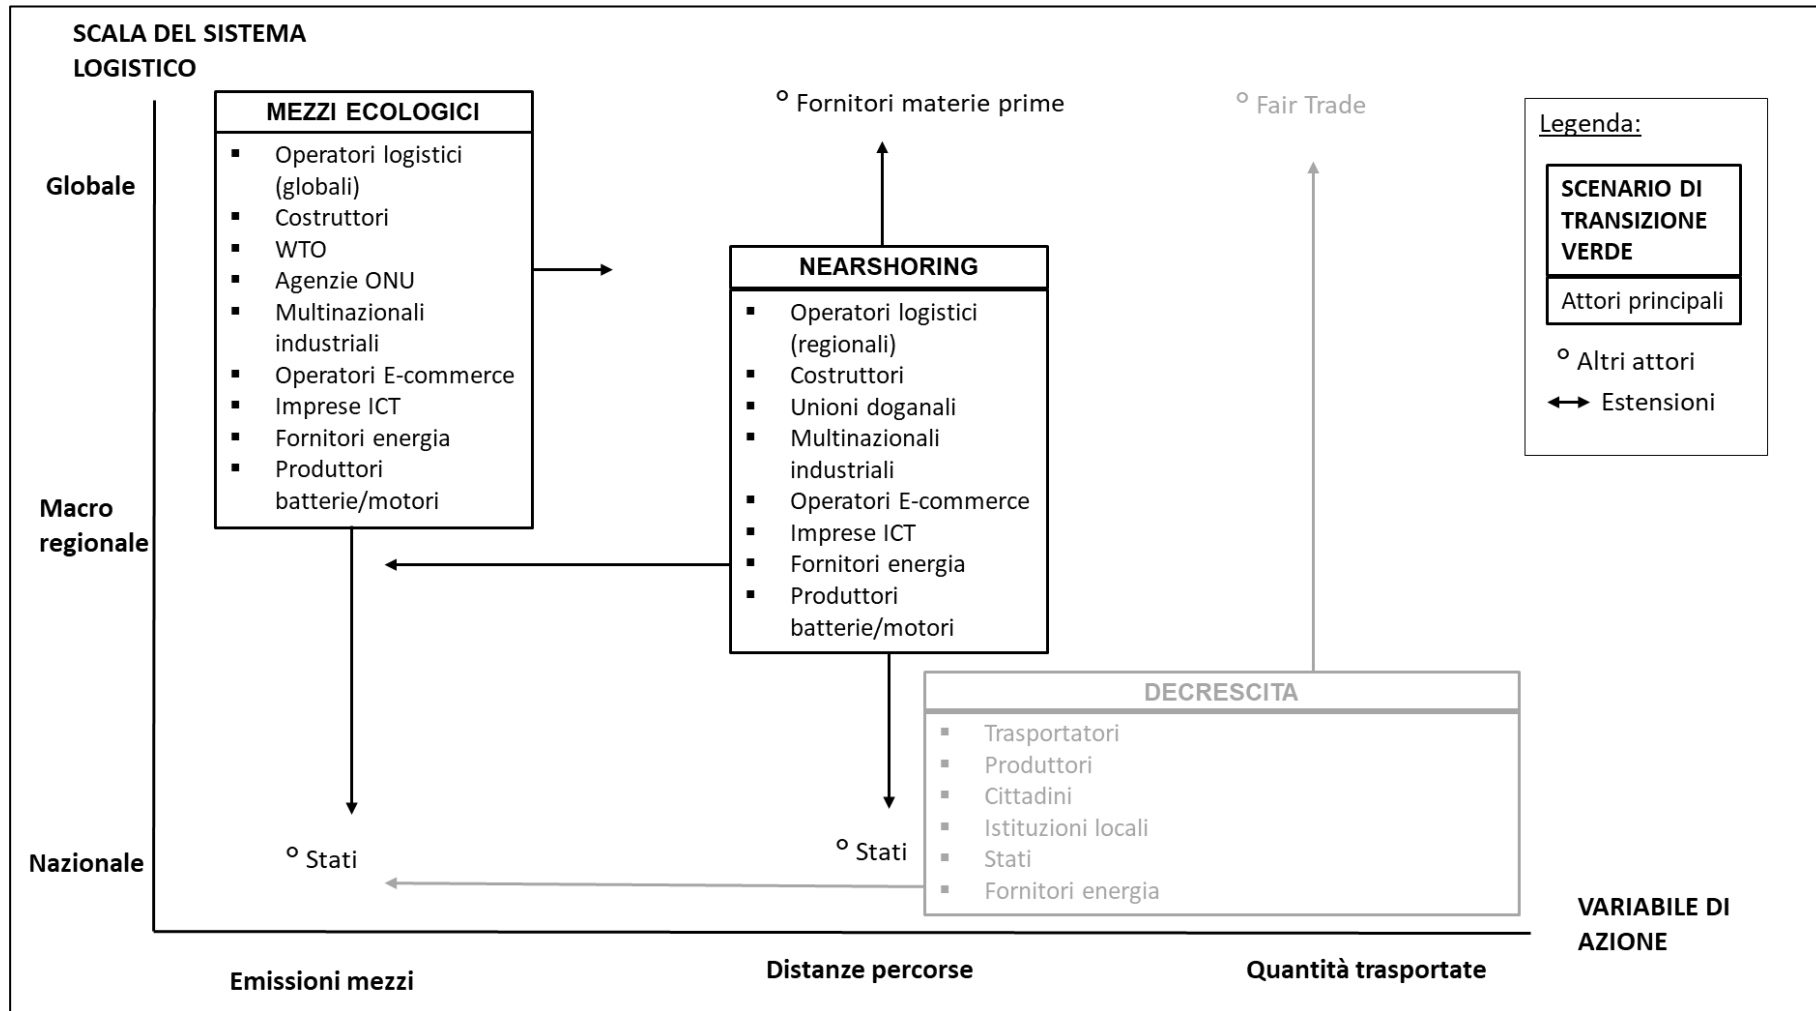 SCALA DEL SISTEMA
LOGISTICO
Globale
Macro
regionale
Nazionale
MEZZI ECOLOGICI
▪ Operatori logistici
(globali)
▪ Costruttori
▪ WTO
▪ Agenzie ONU
▪ Multinazionali
industriali
▪ Operatori E-commerce
▪ Imprese ICT
▪ Fornitori energia
▪ Produttori
batterie/motori
° Stati
° Fornitori materie prime
NEARSHORING
▪ Operatori logistici
(regionali)
▪ Costruttori
▪ Unioni doganali
▪ Multinazionali
industriali
▪ Operatori E-commerce
▪ Imprese ICT
▪ Fornitori energia
▪ Produttori
batterie/motori
° Stati
° Fair Trade
DECRESCITA
▪ Trasportatori
▪ Produttori
▪ Cittadini
▪ Istituzioni locali
▪ Stati
▪ Fornitori energia
Legenda:
SCENARIO DI
TRANSIZIONE
VERDE
Attori principali
° Altri attori
Estensioni
Emissioni mezzi
Distanze percorse
Quantità trasportate
VARIABILE DI
AZIONE